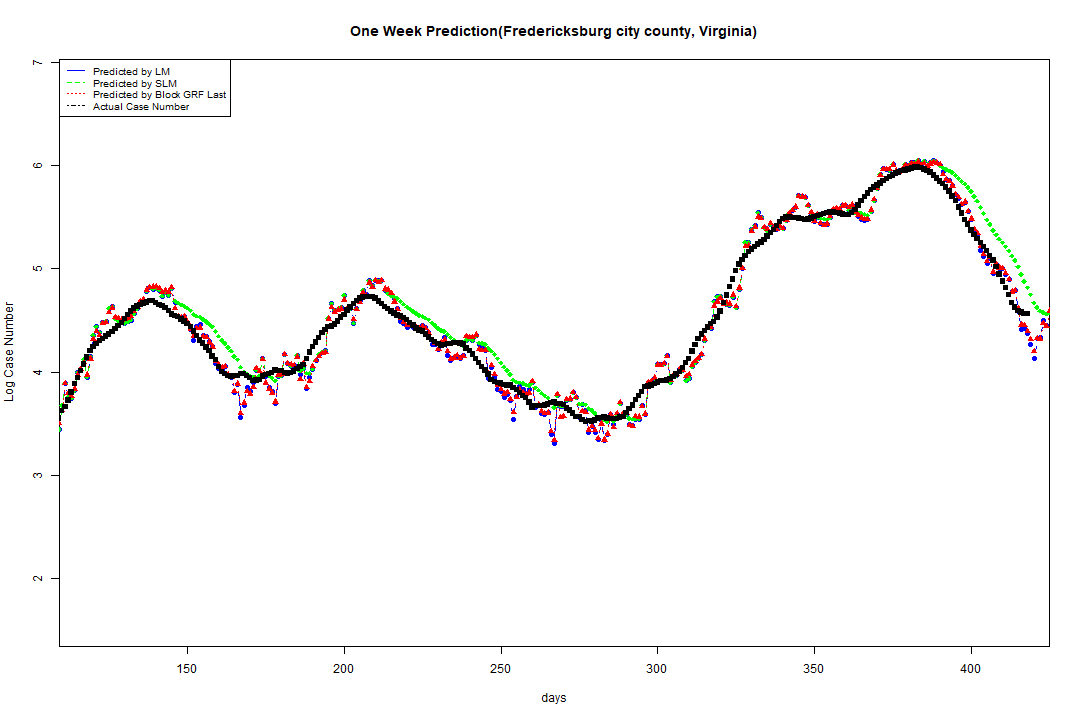 One Week Prediction(Fredericksburg city county, Virginia)
Predicted by LM
Predicted by SLM
Predicted by Block GRF Last
Actual Case Number
7
6
5
4
3
2
Log Case Number
150 200 250 300 350 400
days